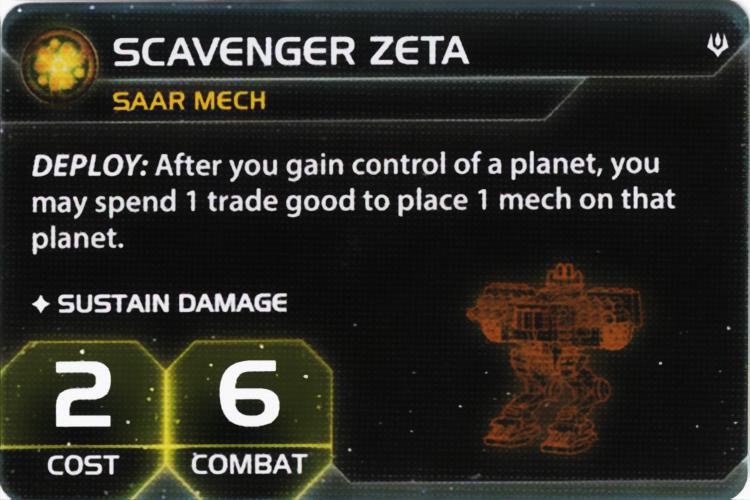 SCAVENGER ZETA
SAAR MECH
DEPLOY: After you gain control of a planet, you
may spend 1 trade good to place 1 mech on that
planet.
SUSTAIN DAMAGE
2
COST
6
COMBAT